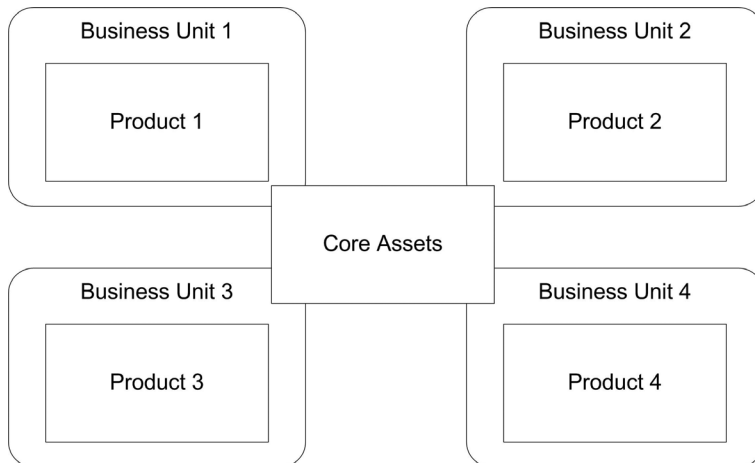 Business Unit 1
Business Unit 2
Product 1
Product 2
Core Assets
Business Unit 3
Business Unit 4
Product 3
Product 4